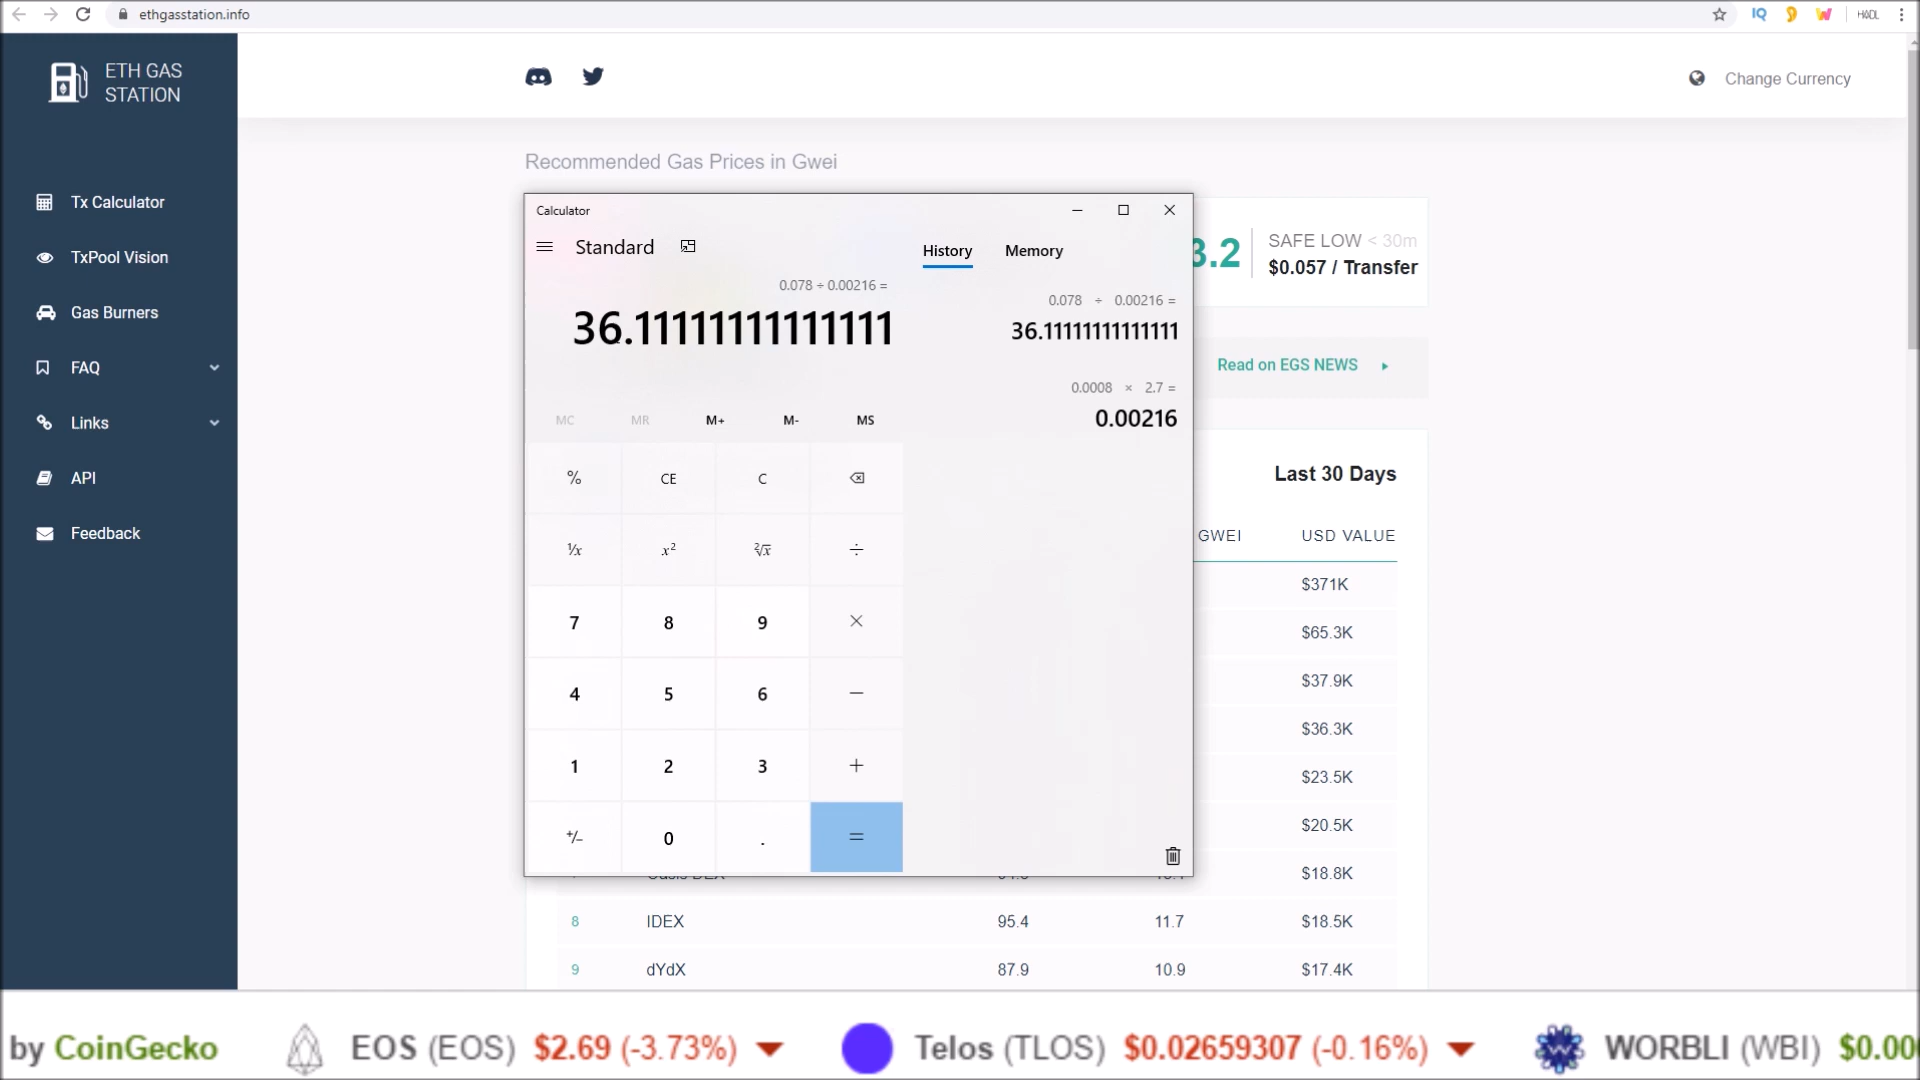 ethgasstation.info
IQ
HADL
ETH GAS
STATION
Change Currency
Tx Calculator
TxPool Vision
Gas Burners
FAQ
Links
API
Feedback
Recommended Gas Prices in Gwei
3.2
SAFE LOW < 30m
$0.057 / Transfer
Read on EGS NEWS
Last 30 Days
GWEI USD VALUE
$371K
$65.3K
$37.9K
$36.3K
$23.5K
$20.5K
$18.8K
8 IDEX 95.4 11.7 $18.5K
9 dYdX 87.9 10.9 $17.4K
Calculator
Standard
History Memory
0.078 ÷ 0.00216 =
36.11111111111111
0.078 ÷ 0.00216 =
36.11111111111111
0.0008 × 2.7 =
0.00216
MC MR M+ M- MS
% CE C
⅟x x² ²√x ÷
7 8 9 ×
4 5 6 −
1 2 3 +
+/− 0 . =
by CoinGecko EOS (EOS) $2.69 (-3.73%) Telos (TLOS) $0.02659307 (-0.16%) WORBLI (WBI) $0.00